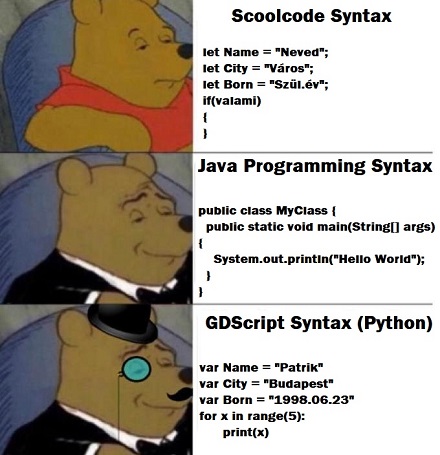 Scoolcode Syntax
let Name = "Neved";
let City = "Város";
let Born = "Szül.év";
if(valami)
{
}
Java Programming Syntax
public class MyClass {
public static void main(String[] args)
{
System.out.println("Hello World");
}
}
GDScript Syntax (Python)
var Name = "Patrik"
var City = "Budapest"
var Born = "1998.06.23"
for x in range(5):
print(x)